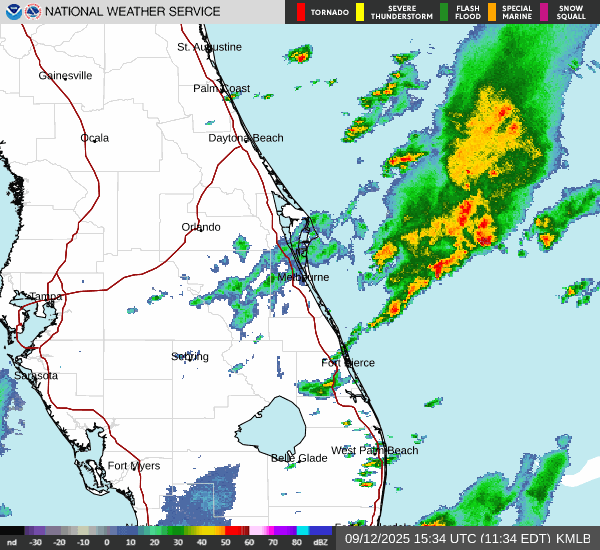 NATIONAL WEATHER SERVICE
TORNADO
SEVERE THUNDERSTORM
FLASH FLOOD
SPECIAL MARINE
SNOW SQUALL
St. Augustine
Gainesville
Palm Coast
Ocala
Daytona Beach
Orlando
Melbourne
Tampa
Sebring
Fort Pierce
Sarasota
West Palm Beach
Belle Glade
Fort Myers
nd -30 -20 -10 0 10 20 30 40 50 60 70 80 dBZ
09/12/2025 15:34 UTC (11:34 EDT) KMLB